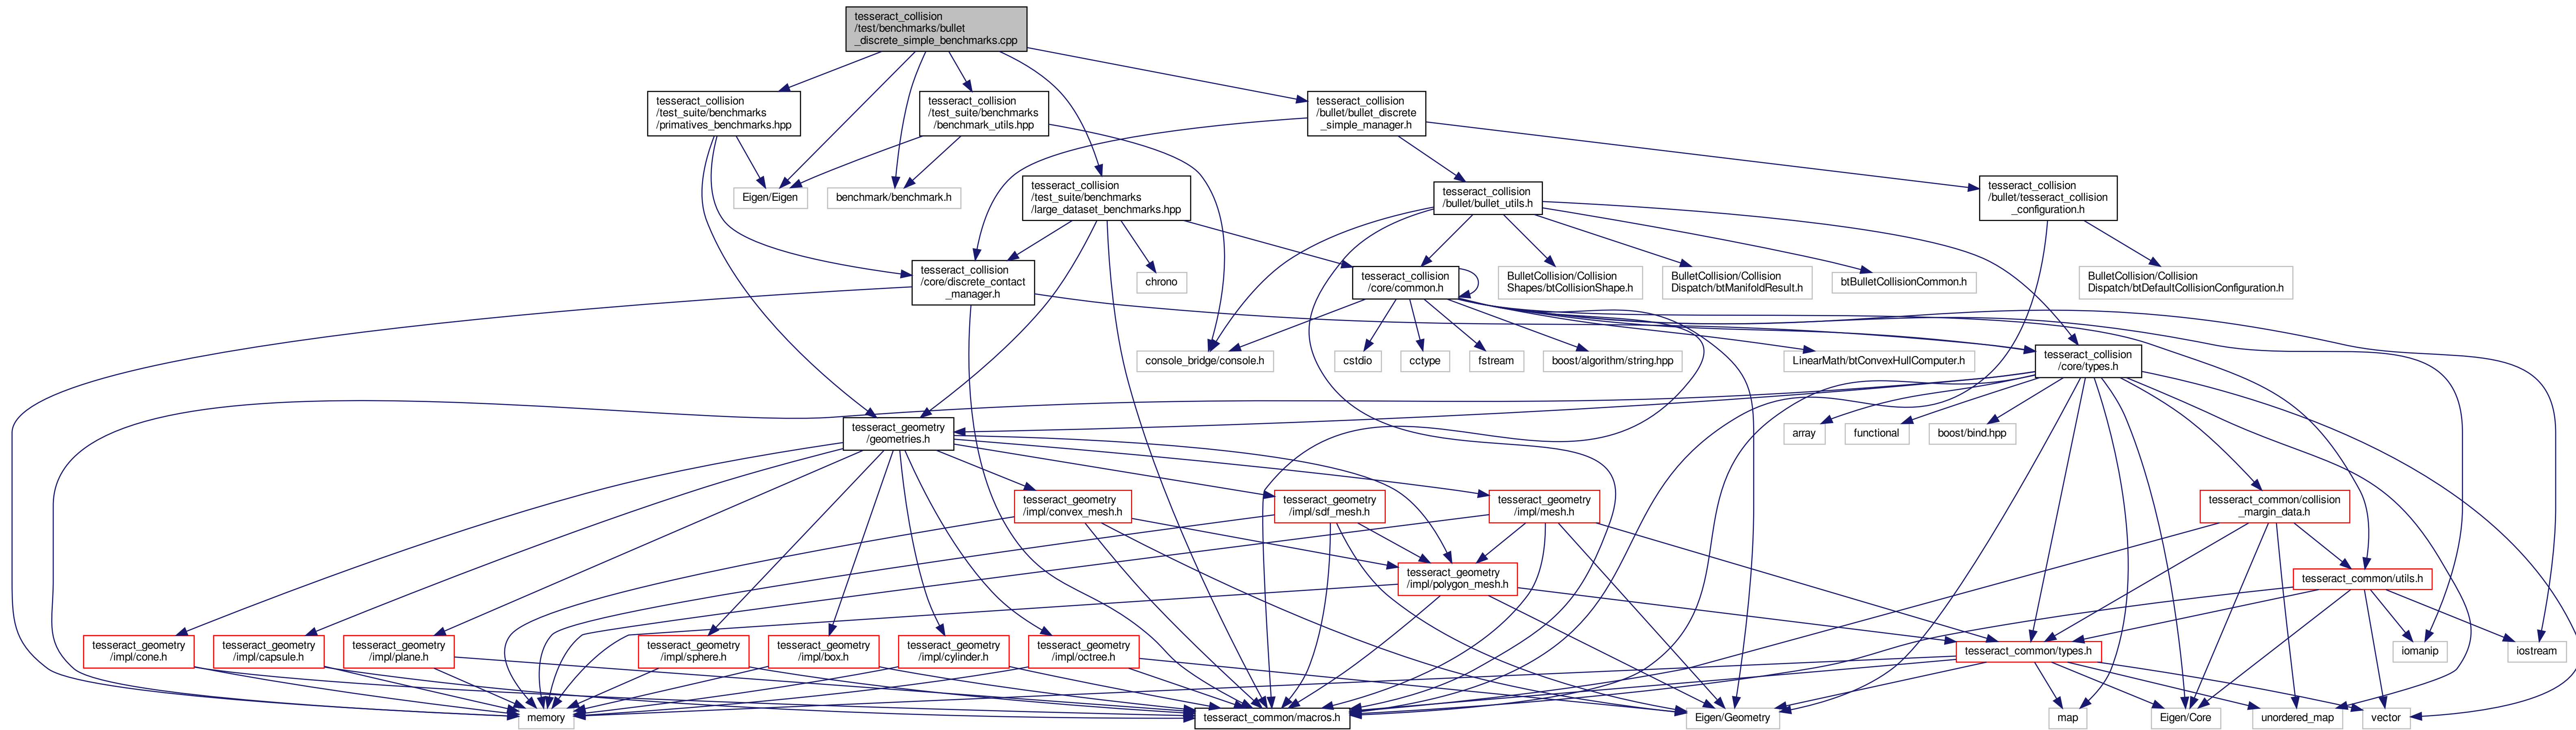 tesseract_collision
/test/benchmarks/bullet
_discrete_simple_benchmarks.cpp
tesseract_collision
/test_suite/benchmarks
/primatives_benchmarks.hpp
tesseract_collision
/test_suite/benchmarks
/benchmark_utils.hpp
tesseract_collision
/bullet/bullet_discrete
_simple_manager.h
Eigen/Eigen
benchmark/benchmark.h
tesseract_collision
/test_suite/benchmarks
/large_dataset_benchmarks.hpp
tesseract_collision
/bullet/bullet_utils.h
tesseract_collision
/bullet/tesseract_collision
_configuration.h
tesseract_collision
/core/discrete_contact
_manager.h
chrono
tesseract_collision
/core/common.h
BulletCollision/Collision
Shapes/btCollisionShape.h
BulletCollision/Collision
Dispatch/btManifoldResult.h
btBulletCollisionCommon.h
BulletCollision/Collision
Dispatch/btDefaultCollisionConfiguration.h
console_bridge/console.h
cstdio
cctype
fstream
boost/algorithm/string.hpp
LinearMath/btConvexHullComputer.h
tesseract_collision
/core/types.h
tesseract_geometry
/geometries.h
array
functional
boost/bind.hpp
tesseract_geometry
/impl/convex_mesh.h
tesseract_geometry
/impl/sdf_mesh.h
tesseract_geometry
/impl/mesh.h
tesseract_common/collision
_margin_data.h
tesseract_geometry
/impl/polygon_mesh.h
tesseract_common/utils.h
tesseract_geometry
/impl/cone.h
tesseract_geometry
/impl/capsule.h
tesseract_geometry
/impl/plane.h
tesseract_geometry
/impl/sphere.h
tesseract_geometry
/impl/box.h
tesseract_geometry
/impl/cylinder.h
tesseract_geometry
/impl/octree.h
tesseract_common/types.h
iomanip
iostream
memory
tesseract_common/macros.h
Eigen/Geometry
map
Eigen/Core
unordered_map
vector